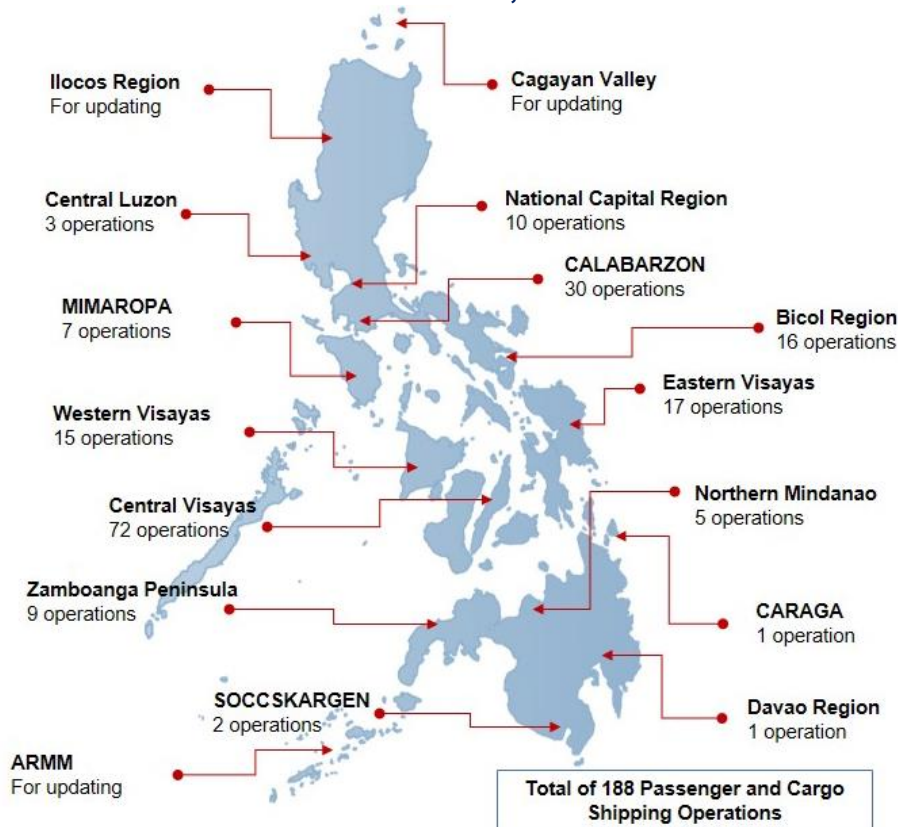 Ilocos Region
For updating
Cagayan Valley
For updating
Central Luzon
3 operations
National Capital Region
10 operations
CALABARZON
30 operations
MIMAROPA
7 operations
Bicol Region
16 operations
Eastern Visayas
17 operations
Western Visayas
15 operations
Northern Mindanao
5 operations
Central Visayas
72 operations
Zamboanga Peninsula
9 operations
CARAGA
1 operation
SOCCSKARGEN
2 operations
Davao Region
1 operation
ARMM
For updating
Total of 188 Passenger and Cargo
Shipping Operations